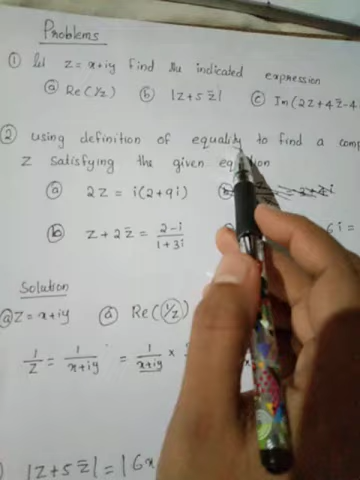 Problems
① let z = x+iy find the indicated expression
ⓐ Re(1/z) ⓑ |z+5z̄| ⓒ Im(2z+4z̄-4
② using definition of equality to find a
z satisfying the given
ⓐ 2z = i(2+9i)
ⓑ z+2z̄ = (2-i)/(1+3i) 6i =
Solution
ⓐ z = x+iy ⓐ Re(1/z)
1/z = 1/(x+iy) = 1/(x+iy) ×
|z+5z̄| = |6x